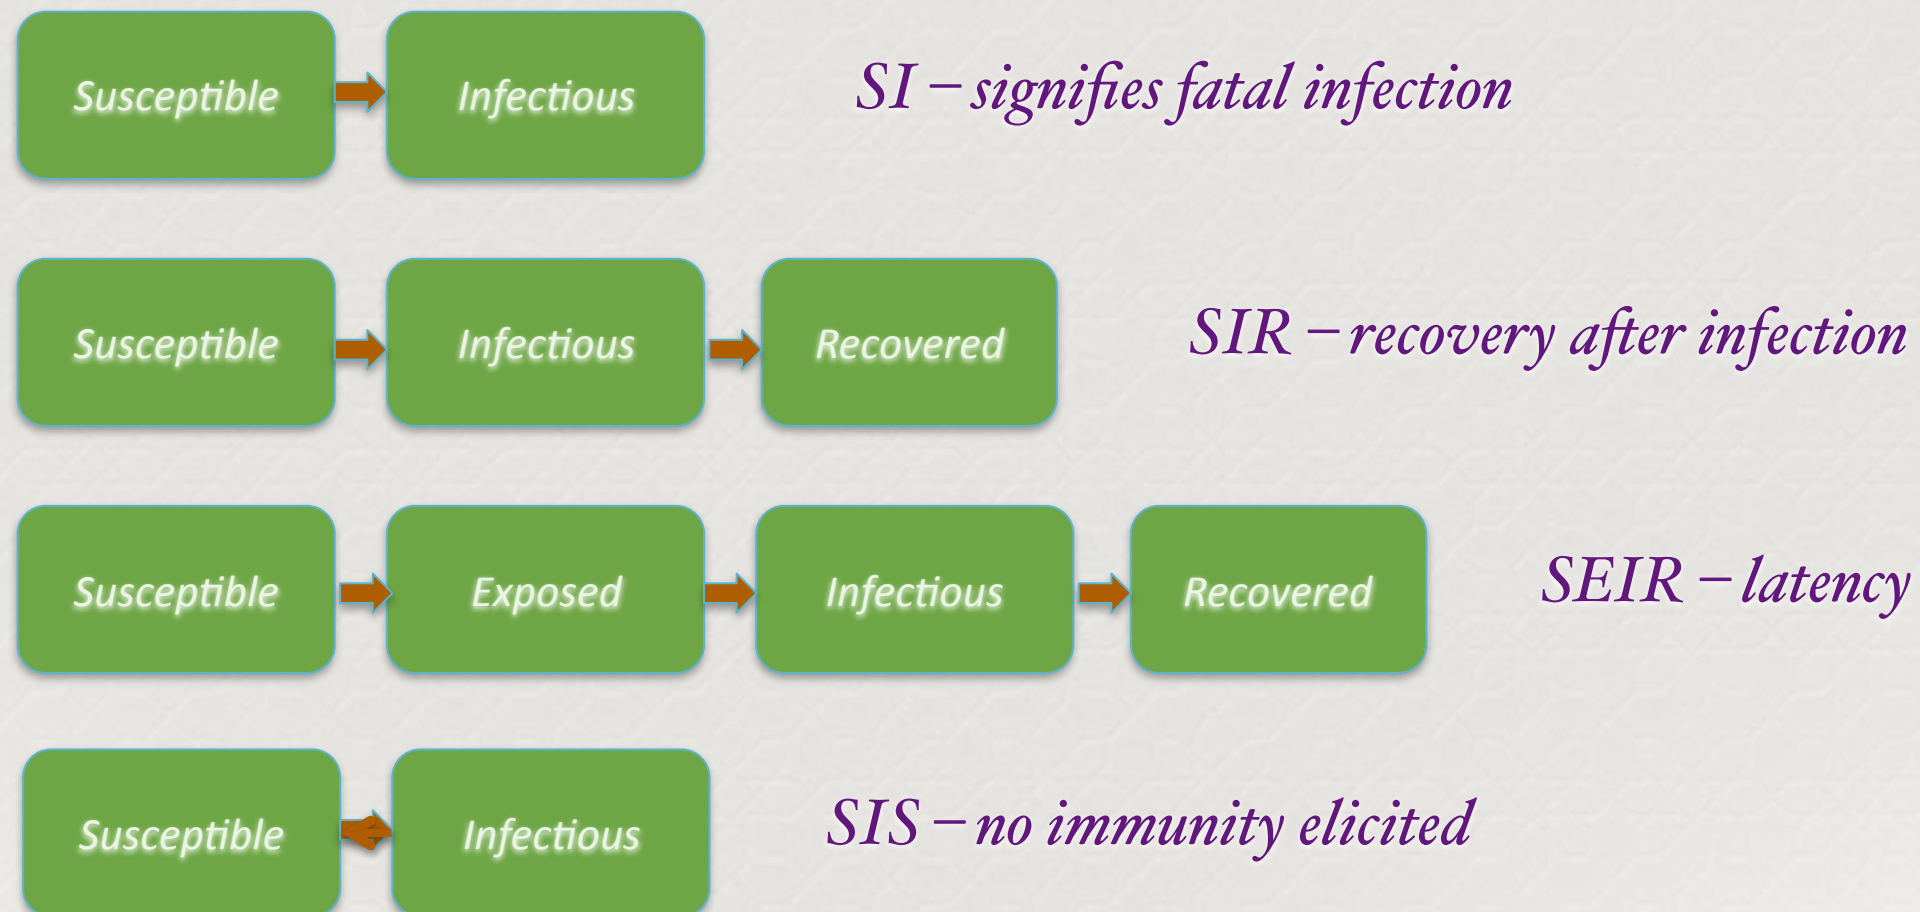 Susceptible Infectious SI – signifies fatal infection
Susceptible Infectious Recovered SIR – recovery after infection
Susceptible Exposed Infectious Recovered SEIR – latency
Susceptible Infectious SIS – no immunity elicited